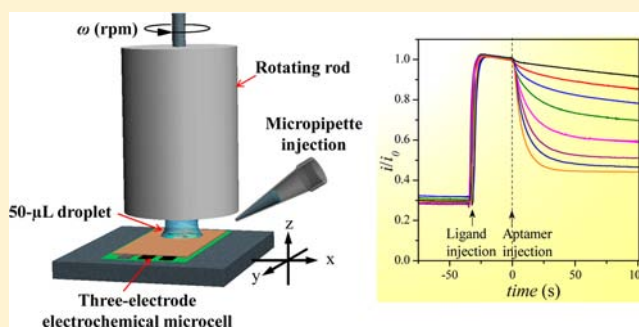 ω (rpm)
Rotating rod
Micropipette
injection
50-μL droplet
z
x
y
Three-electrode
electrochemical microcell
i/i0
1.0
0.8
0.6
0.4
0.2
0.0
Ligand
injection
Aptamer
injection
-50
0
50
100
time (s)